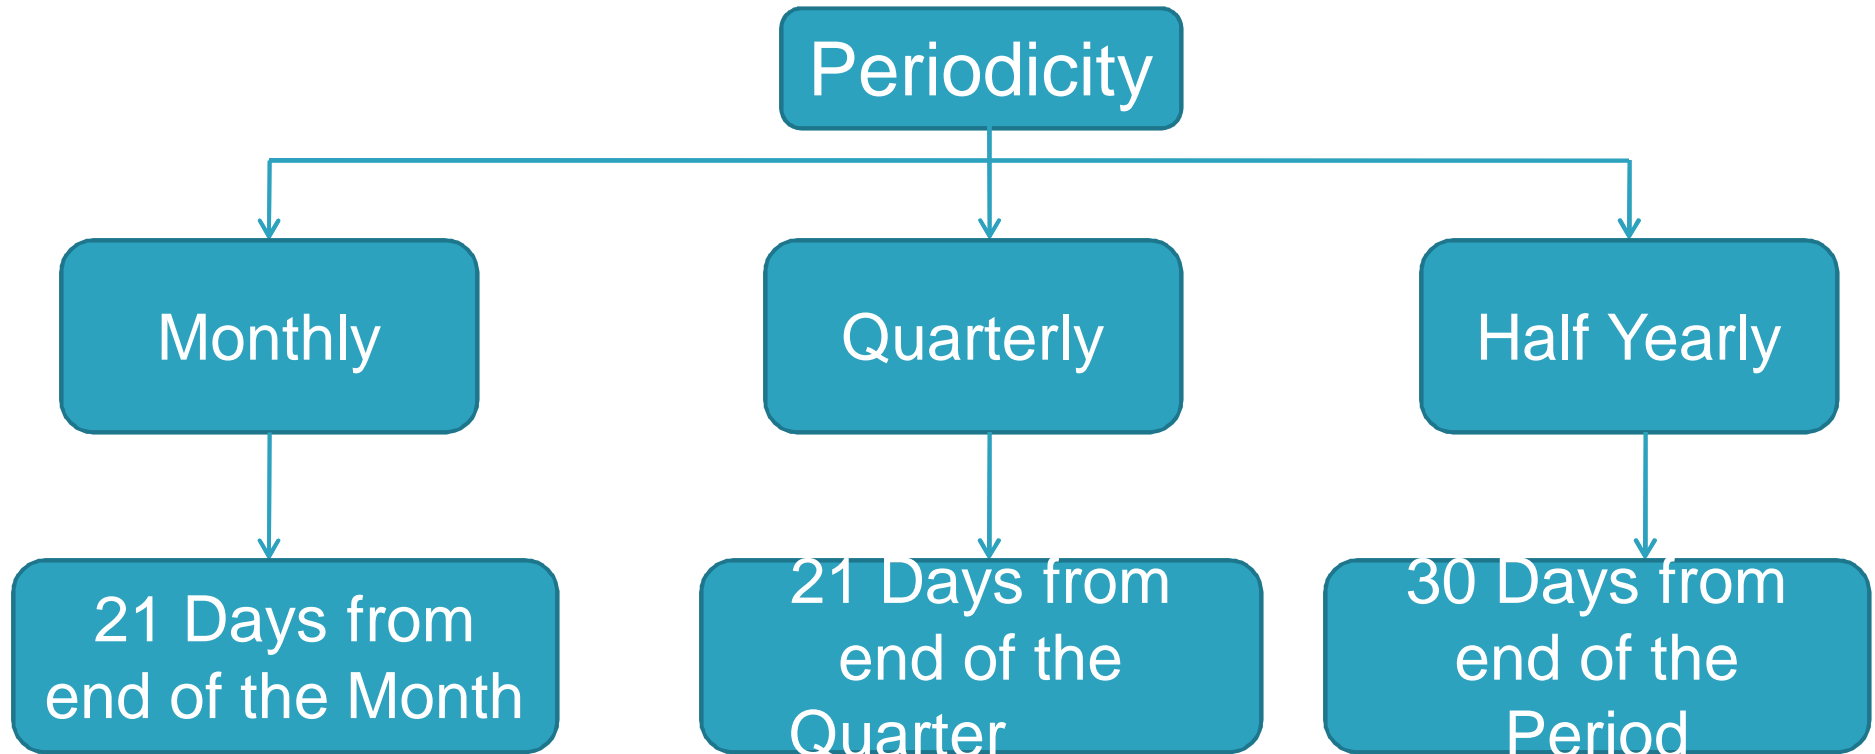 Periodicity
Monthly
Quarterly
Half Yearly
21 Days from
end of the Month
21 Days from
end of the
Quarter
30 Days from
end of the
Period